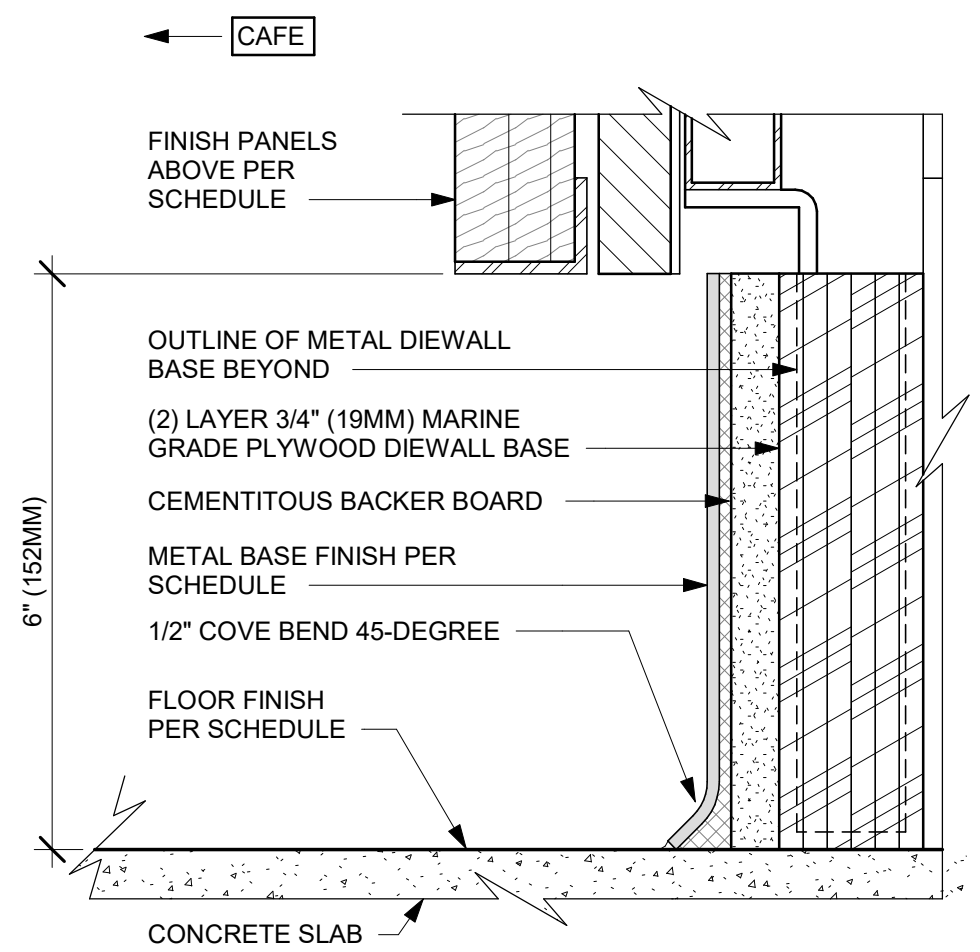 CAFE
FINISH PANELS
ABOVE PER
SCHEDULE
OUTLINE OF METAL DIEWALL
BASE BEYOND
(2) LAYER 3/4" (19MM) MARINE
GRADE PLYWOOD DIEWALL BASE
CEMENTITOUS BACKER BOARD
METAL BASE FINISH PER
SCHEDULE
1/2" COVE BEND 45-DEGREE
FLOOR FINISH
PER SCHEDULE
6" (152MM)
CONCRETE SLAB